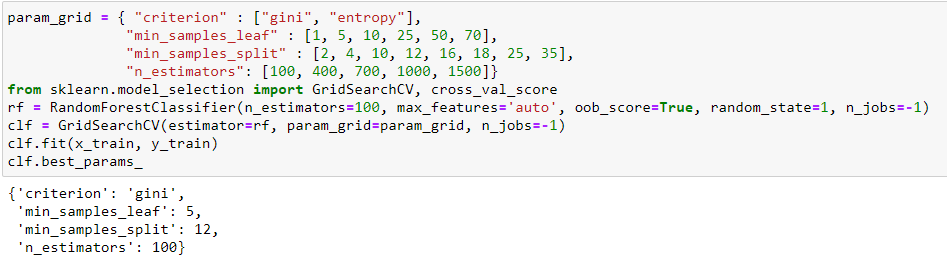 param_grid = { "criterion" : ["gini", "entropy"],
"min_samples_leaf" : [1, 5, 10, 25, 50, 70],
"min_samples_split" : [2, 4, 10, 12, 16, 18, 25, 35],
"n_estimators": [100, 400, 700, 1000, 1500]}
from sklearn.model_selection import GridSearchCV, cross_val_score
rf = RandomForestClassifier(n_estimators=100, max_features='auto', oob_score=True, random_state=1, n_jobs=-1)
clf = GridSearchCV(estimator=rf, param_grid=param_grid, n_jobs=-1)
clf.fit(x_train, y_train)
clf.best_params_
{'criterion': 'gini',
'min_samples_leaf': 5,
'min_samples_split': 12,
'n_estimators': 100}